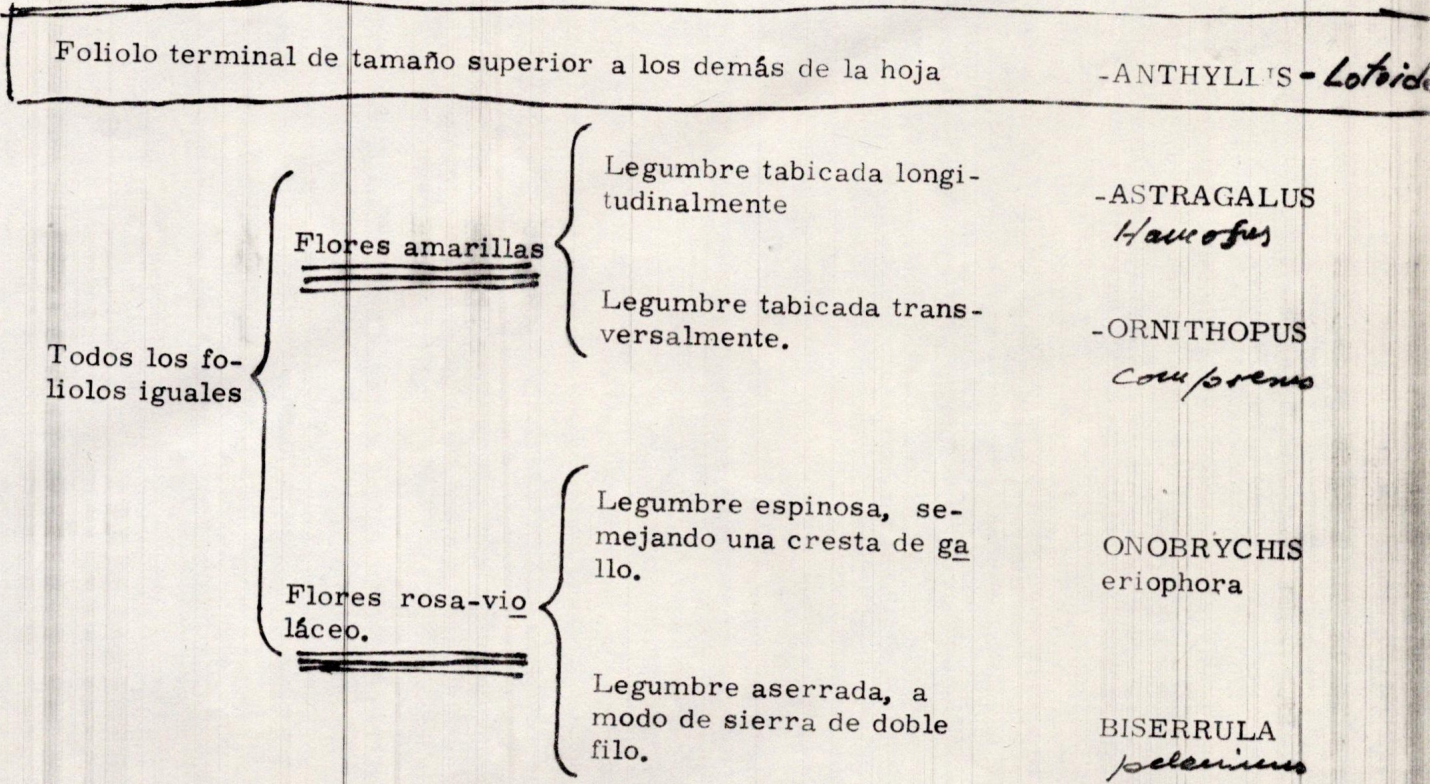 Foliolo terminal de tamaño superior a los demás de la hoja -ANTHYLLIS - Lotoide
Legumbre tabicada longi-
tudinalmente
-ASTRAGALUS
Hamosus
Flores amarillas
Legumbre tabicada trans-
versalmente.
-ORNITHOPUS
compresus
Todos los fo-
liolos iguales
Legumbre espinosa, se-
mejando una cresta de ga
llo.
ONOBRYCHIS
eriophora
Flores rosa-vio
láceo.
Legumbre aserrada, a
modo de sierra de doble
filo.
BISERRULA
pelecinus